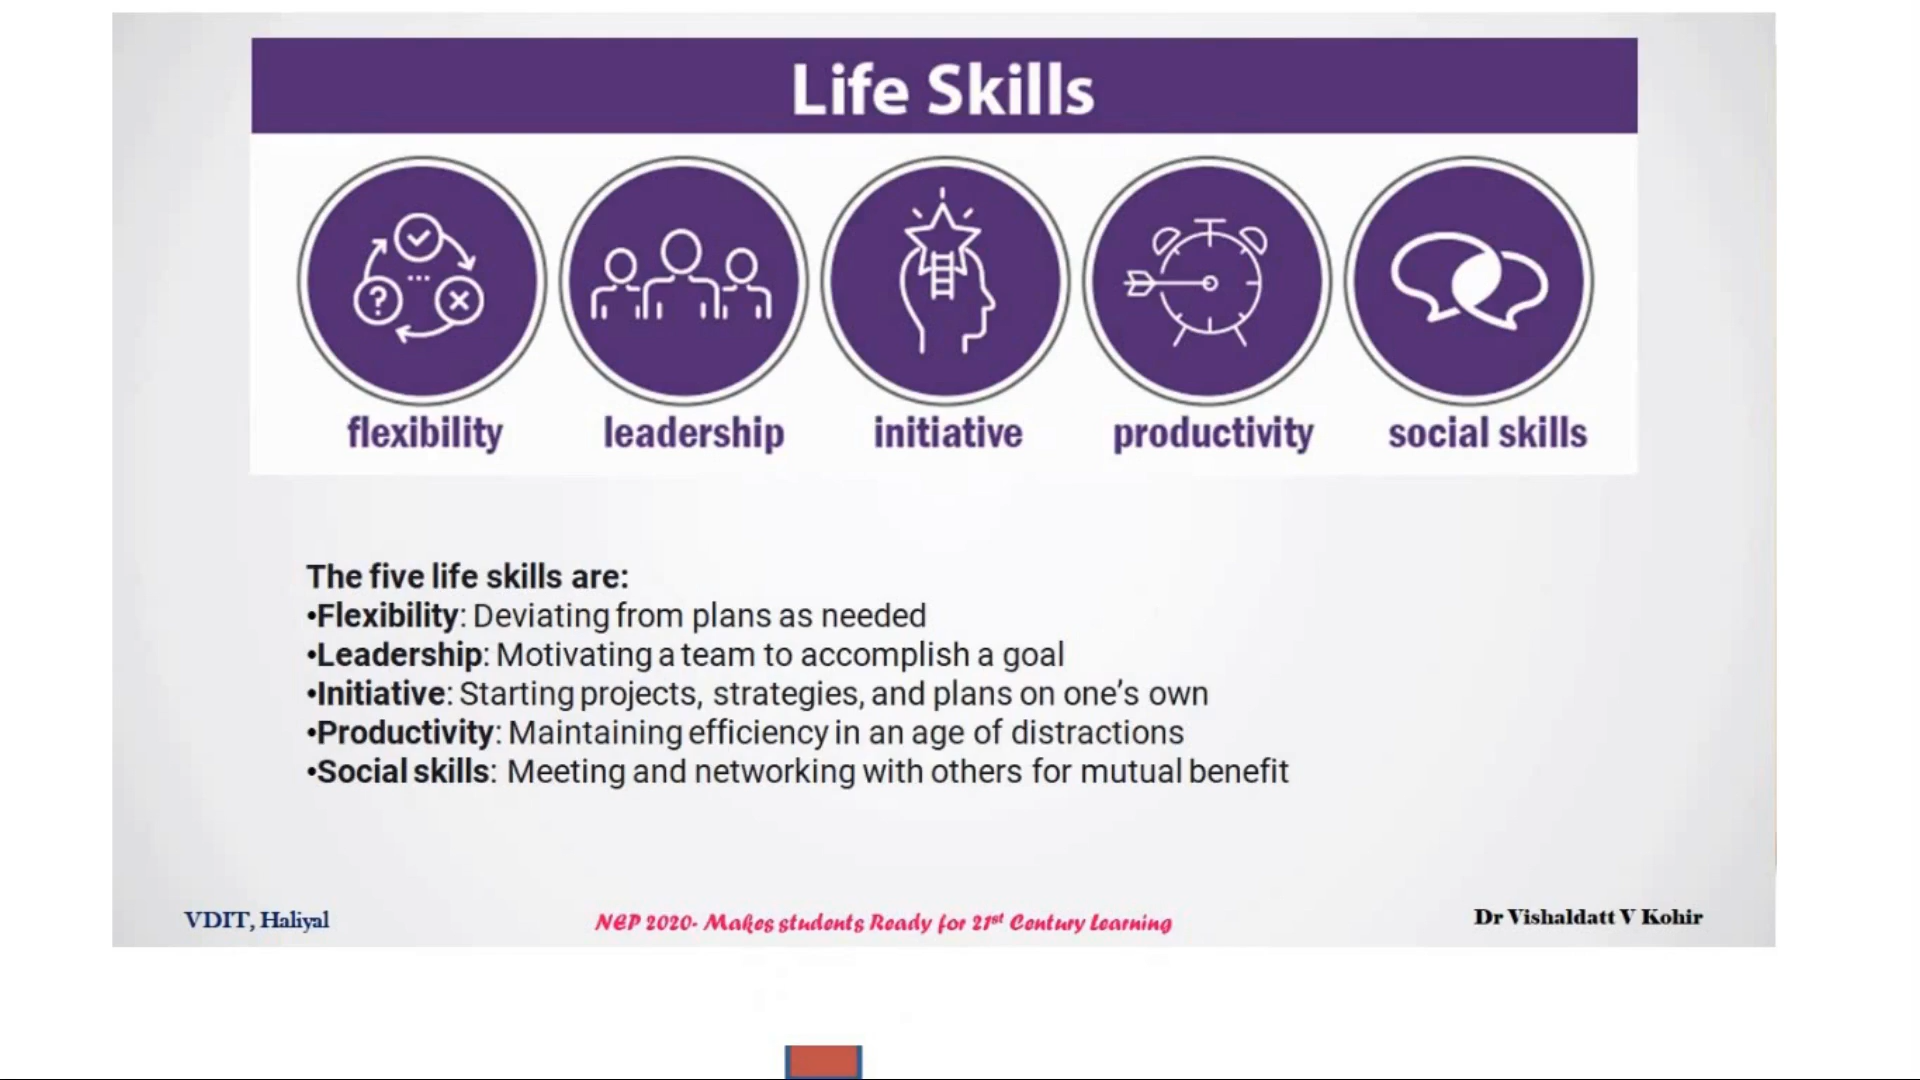 Life Skills
flexibility leadership initiative productivity social skills
The five life skills are:
•Flexibility: Deviating from plans as needed
•Leadership: Motivating a team to accomplish a goal
•Initiative: Starting projects, strategies, and plans on one’s own
•Productivity: Maintaining efficiency in an age of distractions
•Social skills: Meeting and networking with others for mutual benefit
VDIT, Haliyal NEP 2020- Makes students Ready for 21st Century Learning Dr Vishaldatt V Kohir